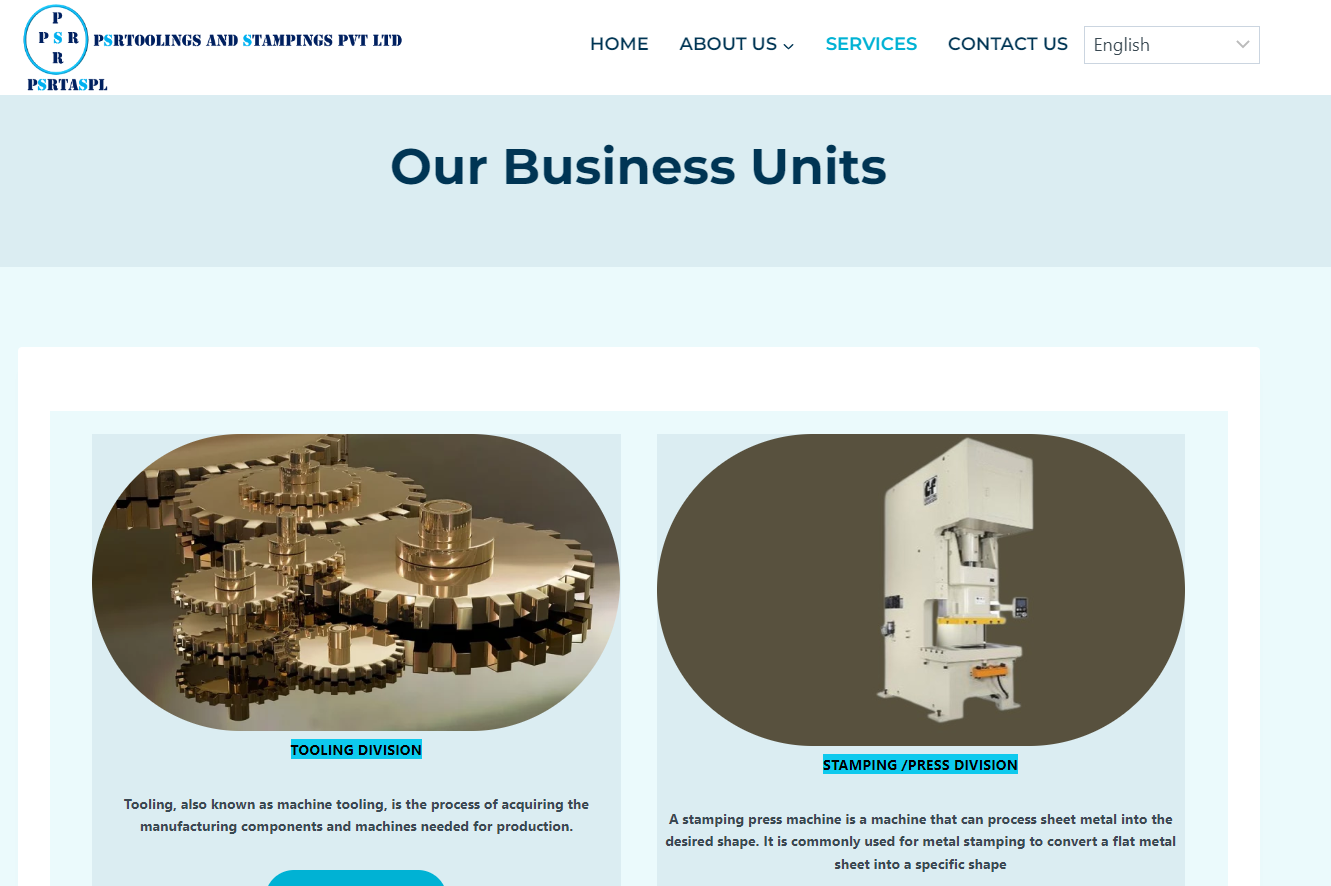 P
P S R
R
PSRTOOLINGS AND STAMPINGS PVT LTD
PSRTASPL
HOME
ABOUT US
SERVICES
CONTACT US
English
Our Business Units
TOOLING DIVISION
Tooling, also known as machine tooling, is the process of acquiring the
manufacturing components and machines needed for production.
STAMPING /PRESS DIVISION
A stamping press machine is a machine that can process sheet metal into the
desired shape. It is commonly used for metal stamping to convert a flat metal
sheet into a specific shape